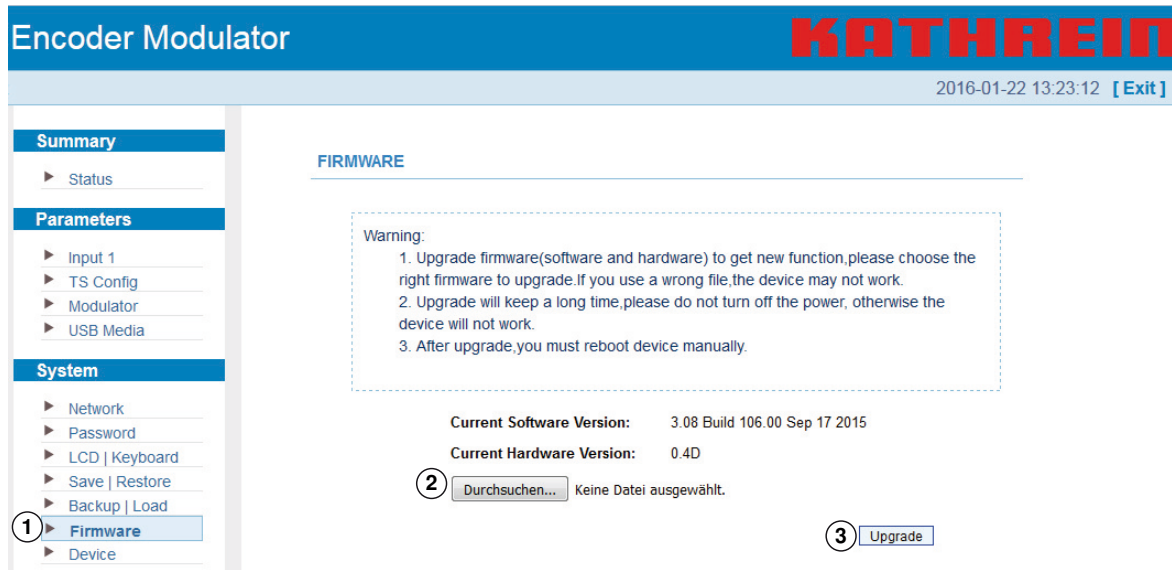 Encoder Modulator
KATHREIN
2016-01-22 13:23:12 [ Exit ]
Summary
Status
Parameters
Input 1
TS Config
Modulator
USB Media
System
Network
Password
LCD | Keyboard
Save | Restore
Backup | Load
1 Firmware
Device
FIRMWARE
Warning:
1. Upgrade firmware(software and hardware) to get new function,please choose the
right firmware to upgrade.If you use a wrong file,the device may not work.
2. Upgrade will keep a long time,please do not turn off the power, otherwise the
device will not work.
3. After upgrade,you must reboot device manually.
Current Software Version: 3.08 Build 106.00 Sep 17 2015
Current Hardware Version: 0.4D
2 Durchsuchen... Keine Datei ausgewählt.
3 Upgrade